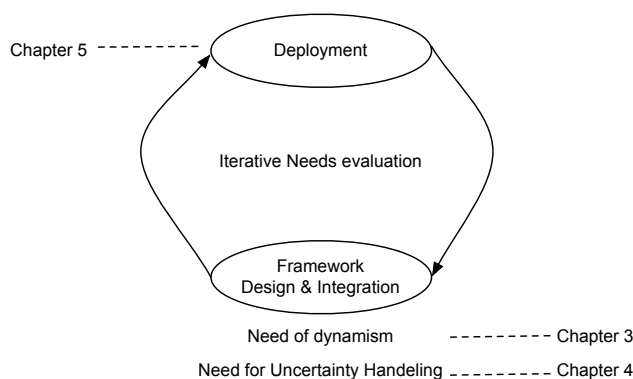 Deployment
Chapter 5
Iterative Needs evaluation
Framework
Design & Integration
Need of dynamism Chapter 3
Need for Uncertainty Handeling Chapter 4